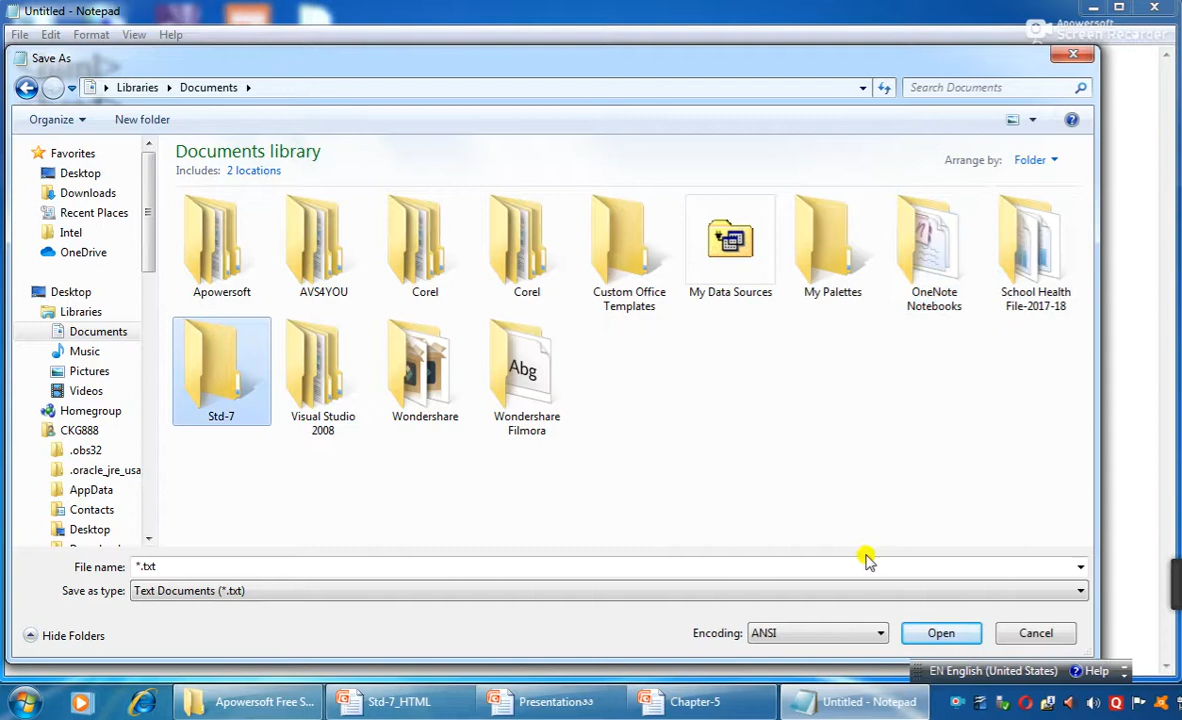 Untitled - Notepad
File Edit Format View Help
Apowersoft
Screen Recorder
Save As
Libraries Documents
Search Documents
Organize New folder
Favorites
Desktop
Downloads
Recent Places
Intel
OneDrive
Desktop
Libraries
Documents
Music
Pictures
Videos
Homegroup
CKG888
.obs32
.oracle_jre_usa
AppData
Contacts
Desktop
Documents library
Includes: 2 locations
Arrange by: Folder
Apowersoft
AVS4YOU
Corel
Corel
Custom Office
Templates
My Data Sources
My Palettes
OneNote
Notebooks
School Health
File-2017-18
Std-7
Visual Studio
2008
Wondershare
Abg
Wondershare
Filmora
File name: *.txt
Save as type: Text Documents (*.txt)
Hide Folders
Encoding: ANSI
Open
Cancel
EN English (United States) Help
Apowersoft Free S...
Std-7_HTML
Chapter-5
Untitled - Notepad